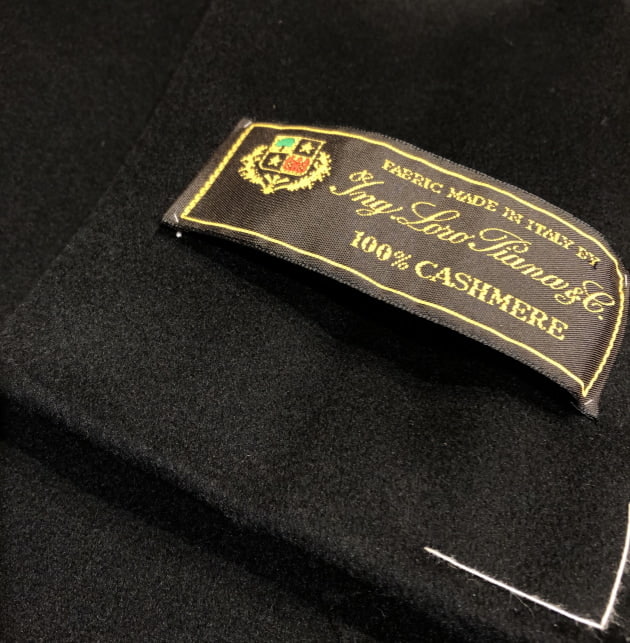 FABRIC MADE IN ITALY BY
Ing. Loro Piana & C.
100% CASHMERE